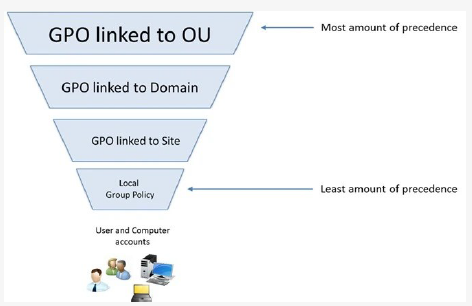 GPO linked to OU
Most amount of precedence
GPO linked to Domain
GPO linked to Site
Local
Group Policy
Least amount of precedence
User and Computer
accounts